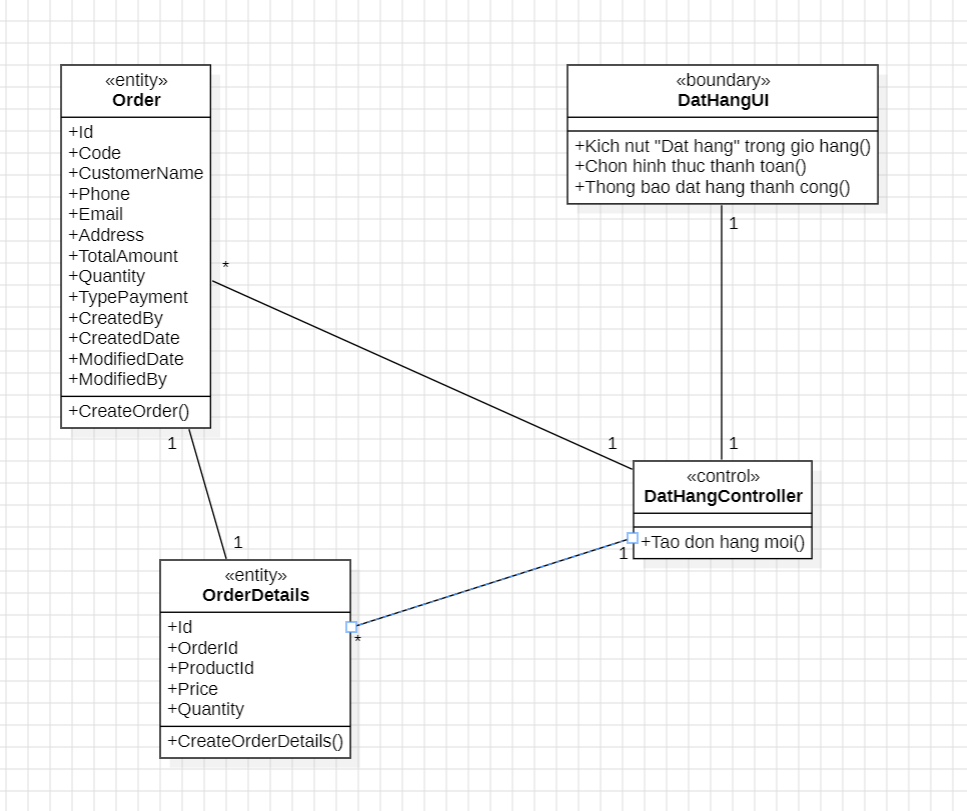 «entity»
Order
+Id
+Code
+CustomerName
+Phone
+Email
+Address
+TotalAmount
+Quantity
+TypePayment
+CreatedBy
+CreatedDate
+ModifiedDate
+ModifiedBy
+CreateOrder()
«boundary»
DatHangUI
+Kich nut "Dat hang" trong gio hang()
+Chon hinh thuc thanh toan()
+Thong bao dat hang thanh cong()
1
*
1
1
1
«control»
DatHangController
+Tao don hang moi()
1
1
*
«entity»
OrderDetails
+Id
+OrderId
+ProductId
+Price
+Quantity
+CreateOrderDetails()